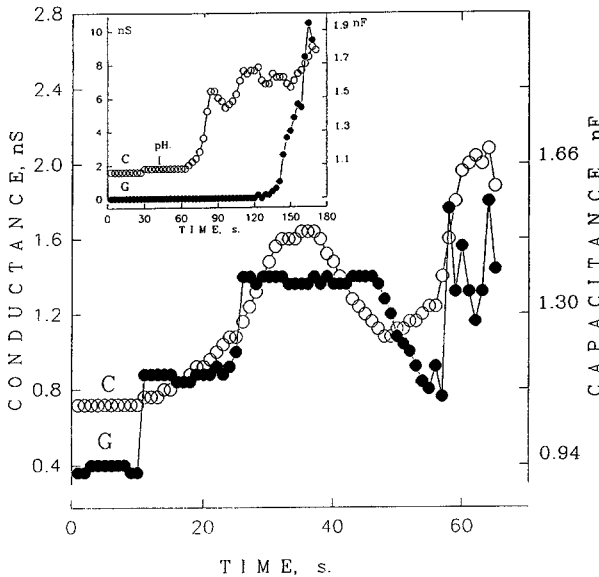 2.8
2.4
2.0
1.6
1.2
0.8
0.4
CONDUCTANCE, nS
1.66
1.30
0.94
CAPACITANCE, nF
0 20 40 60
TIME, s.
C
G
nS
nF
10
8
6
4
2
0
1.9
1.7
1.5
1.3
1.1
pH.
C
G
0 30 60 90 120 150 180
TIME, s.